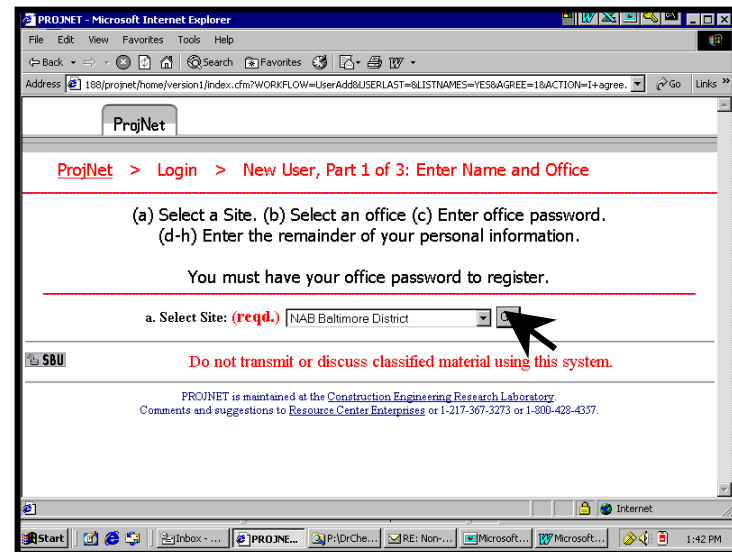 PROJNET - Microsoft Internet Explorer
File Edit View Favorites Tools Help
Back Search Favorites
Address 188/projnet/home/version1/index.cfm?WORKFLOW=UserAdd&USERLAST=&LISTNAMES=YES&AGREE=1&ACTION=I+agree. Go Links »
ProjNet
ProjNet > Login > New User, Part 1 of 3: Enter Name and Office
(a) Select a Site. (b) Select an office (c) Enter office password.
(d-h) Enter the remainder of your personal information.
You must have your office password to register.
a. Select Site: (reqd.) NAB Baltimore District
SBU Do not transmit or discuss classified material using this system.
PROJNET is maintained at the Construction Engineering Research Laboratory.
Comments and suggestions to Resource Center Enterprises or 1-217-367-3273 or 1-800-428-4357.
Internet
Start Inbox - ... PROJNE... P:\DrChe... RE: Non-... Microsoft... Microsoft... 1:42 PM